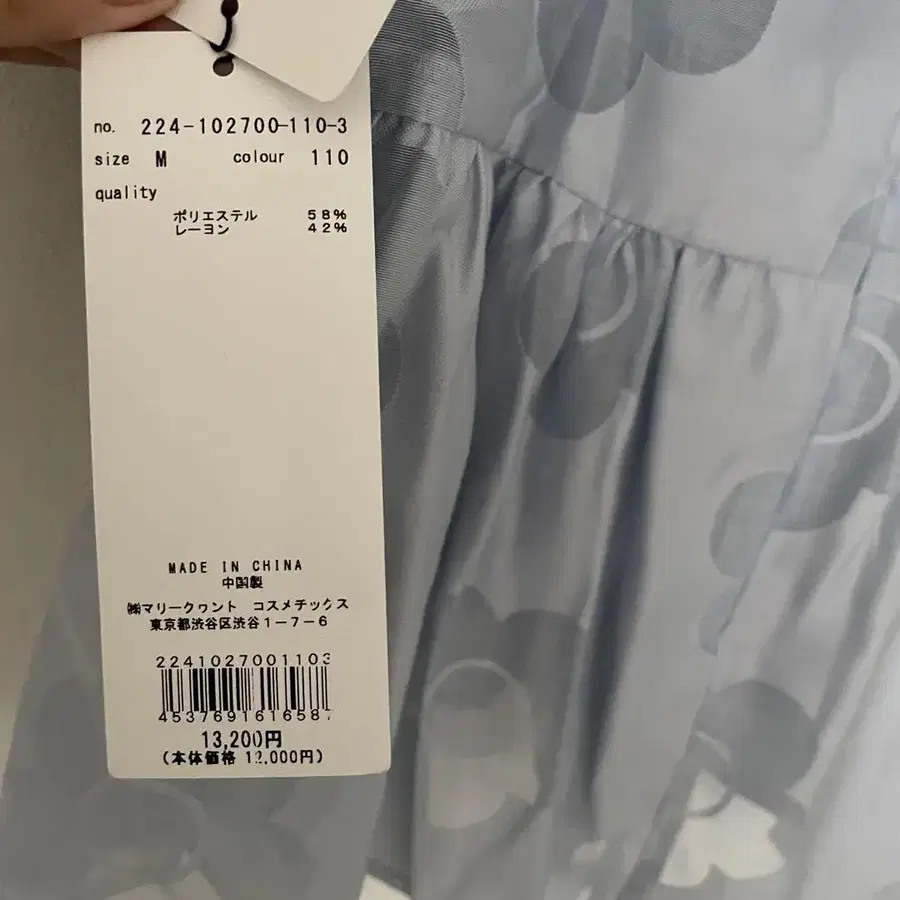 no. 224-102700-110-3
size M colour 110
quality
ポリエステル 58%
レーヨン 42%
MADE IN CHINA
中国製
㈱マリークヮント コスメチックス
東京都渋谷区渋谷1-7-6
2241027001103
4537691616587
13,200円
(本体価格 12,000円)